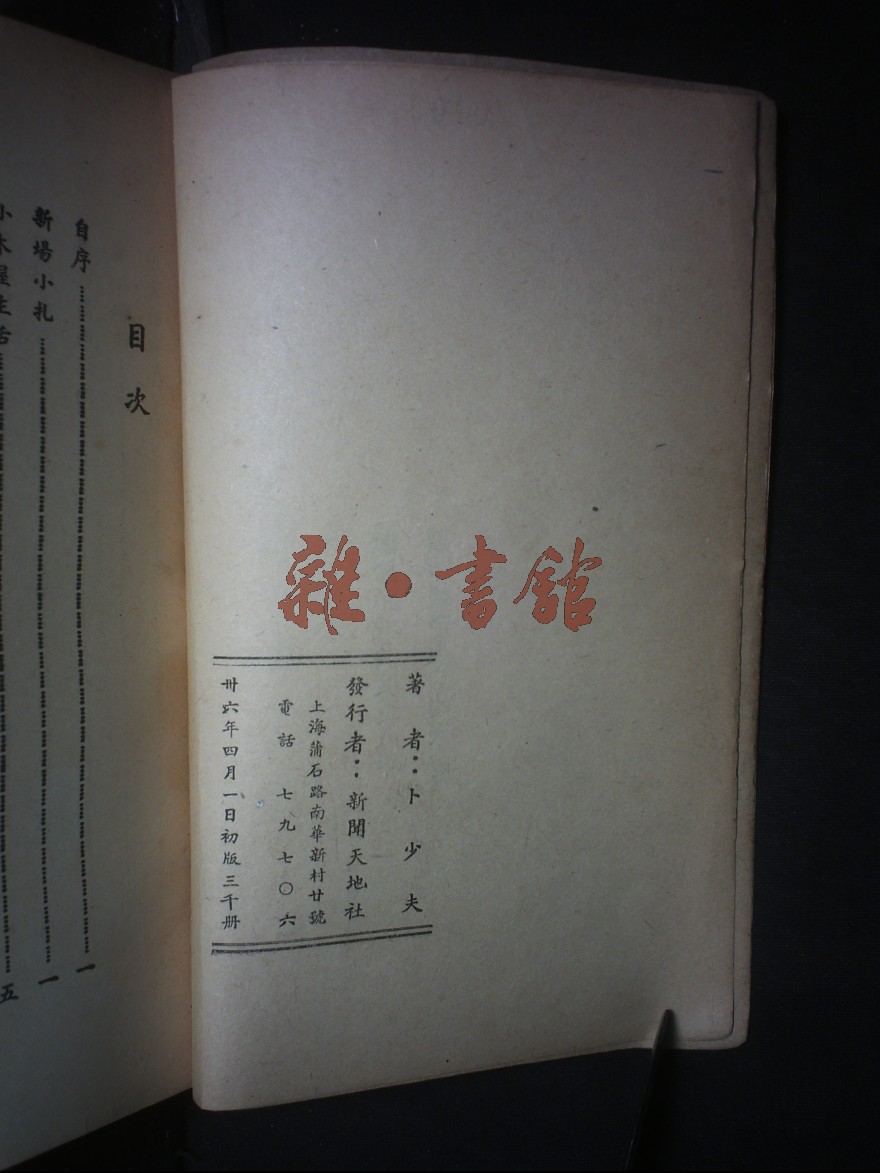 雜·書館
著者：卜少夫
發行者：新聞天地社
上海蒲石路南華新村廿號
電話七九七〇六
卅六年四月一日初版三千册
目次
自序……一
新場小扎……一
小木屋生活……五